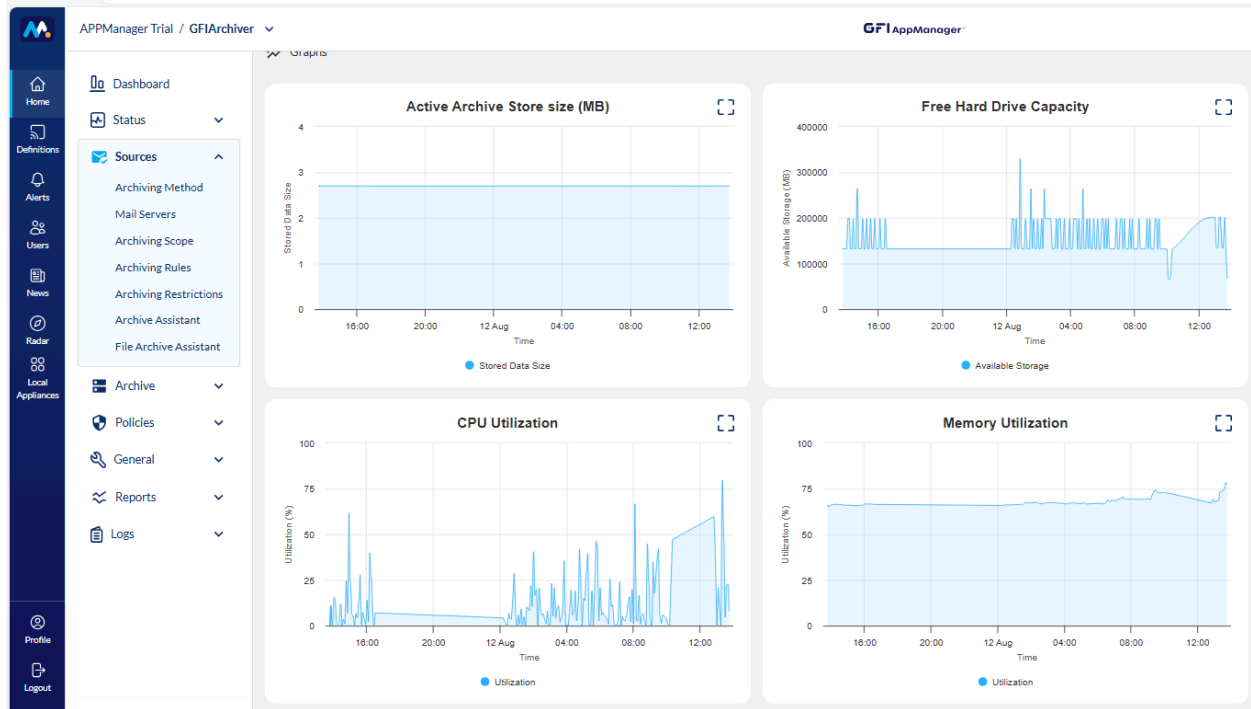 APPManager Trial / GFIArchiver
GFI AppManager
Home
Definitions
Alerts
Users
News
Radar
Local
Appliances
Profile
Logout
Dashboard
Status
Sources
Archiving Method
Mail Servers
Archiving Scope
Archiving Rules
Archiving Restrictions
Archive Assistant
File Archive Assistant
Archive
Policies
General
Reports
Logs
Graphs
Active Archive Store size (MB)
Stored Data Size
4
3
2
1
0
16:00 20:00 12 Aug 04:00 08:00 12:00
Time
Stored Data Size
Free Hard Drive Capacity
Available Storage (MB)
400000
300000
200000
100000
0
16:00 20:00 12 Aug 04:00 08:00 12:00
Time
Available Storage
CPU Utilization
Utilization (%)
100
75
50
25
0
16:00 20:00 12 Aug 04:00 08:00 12:00
Time
Utilization
Memory Utilization
Utilization (%)
100
75
50
25
0
16:00 20:00 12 Aug 04:00 08:00 12:00
Time
Utilization